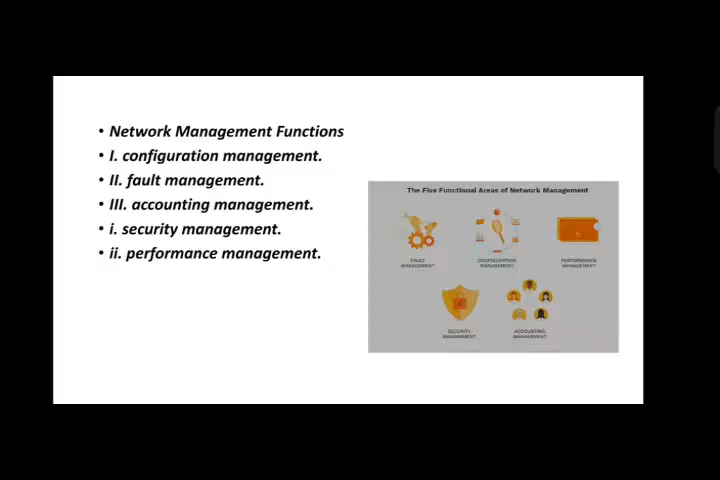 • Network Management Functions
• I. configuration management.
• II. fault management.
• III. accounting management.
• i. security management.
• ii. performance management.
The Five Functional Areas of Network Management
FAULT
MANAGEMENT
CONFIGURATION
MANAGEMENT
PERFORMANCE
MANAGEMENT
SECURITY
MANAGEMENT
ACCOUNTING
MANAGEMENT